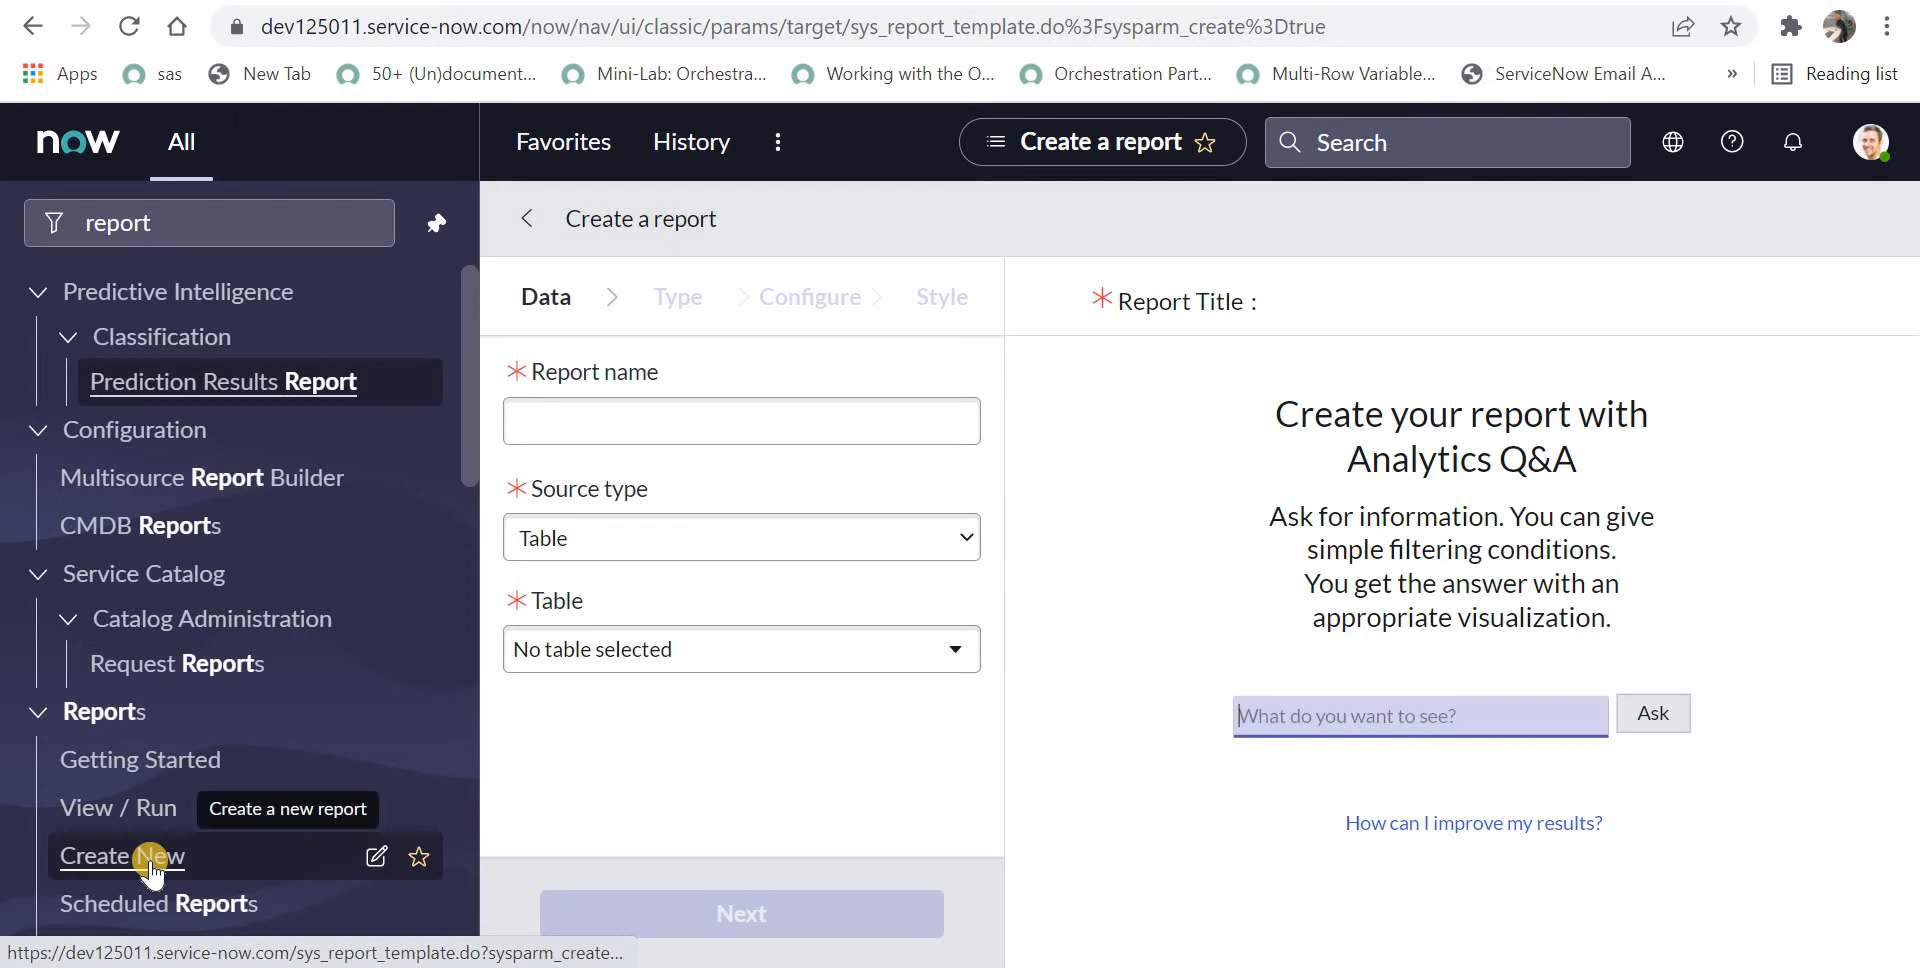 dev125011.service-now.com/now/nav/ui/classic/params/target/sys_report_template.do%3Fsysparm_create%3Dtrue
Apps
sas
New Tab
50+ (Un)document...
Mini-Lab: Orchestra...
Working with the O...
Orchestration Part...
Multi-Row Variable...
ServiceNow Email A...
»
Reading list
now
All
Favorites
History
Create a report
Search
report
Predictive Intelligence
Classification
Prediction Results Report
Configuration
Multisource Report Builder
CMDB Reports
Service Catalog
Catalog Administration
Request Reports
Reports
Getting Started
View / Run
Create a new report
Create New
Scheduled Reports
https://dev125011.service-now.com/sys_report_template.do?sysparm_create...
Create a report
Data
Type
Configure
Style
* Report name
* Source type
Table
* Table
No table selected
Next
* Report Title :
Create your report with
Analytics Q&A
Ask for information. You can give
simple filtering conditions.
You get the answer with an
appropriate visualization.
What do you want to see?
Ask
How can I improve my results?